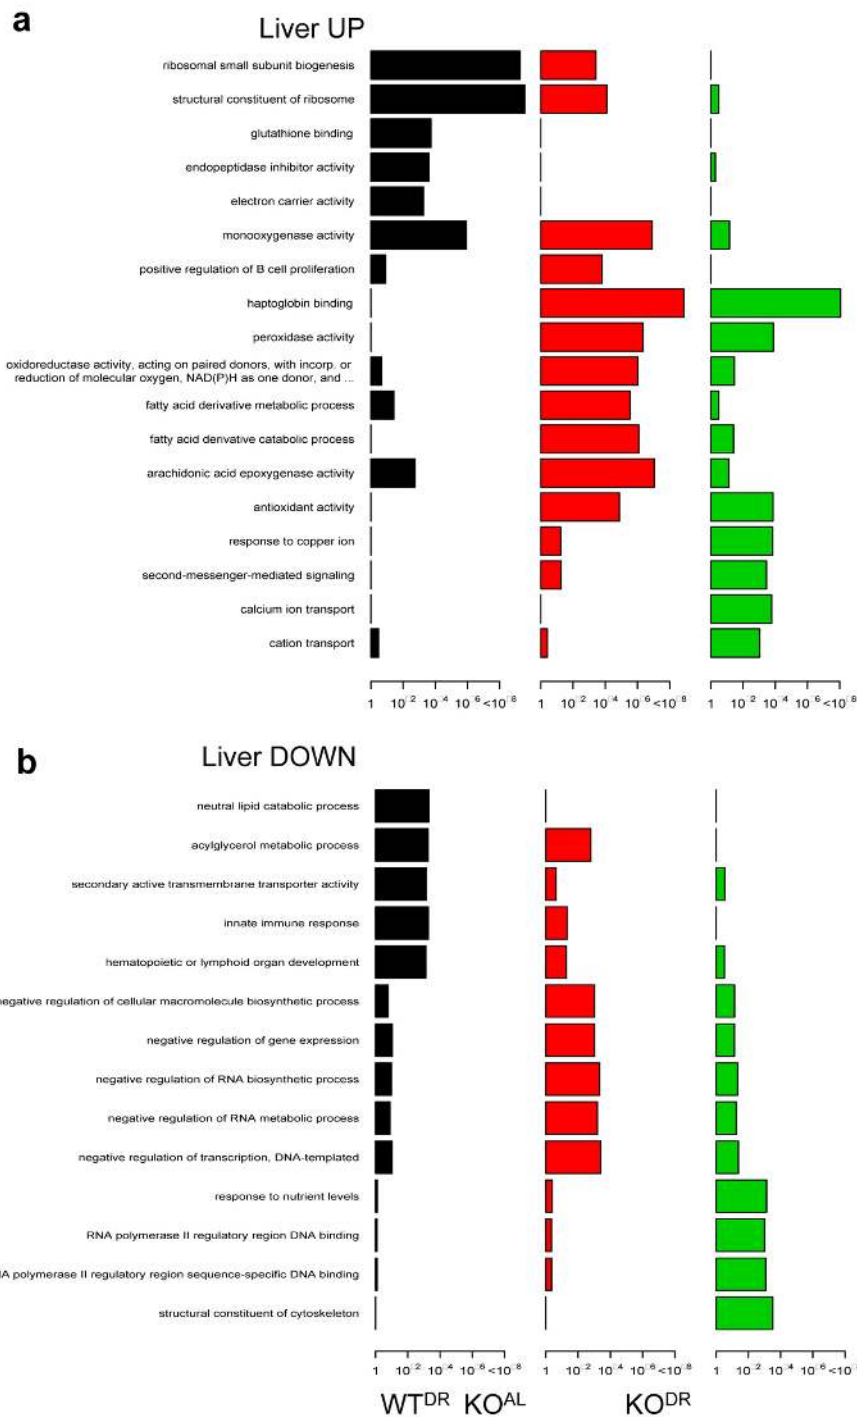 a
Liver UP
ribosomal small subunit biogenesis
structural constituent of ribosome
glutathione binding
endopeptidase inhibitor activity
electron carrier activity
monooxygenase activity
positive regulation of B cell proliferation
haptoglobin binding
peroxidase activity
oxidoreductase activity, acting on paired donors, with incorp. or
reduction of molecular oxygen, NAD(P)H as one donor, and ...
fatty acid derivative metabolic process
fatty acid derivative catabolic process
arachidonic acid epoxygenase activity
antioxidant activity
response to copper ion
second-messenger-mediated signaling
calcium ion transport
cation transport
1 10⁻² 10⁻⁴ 10⁻⁶ <10⁻⁸ 1 10⁻² 10⁻⁴ 10⁻⁶ <10⁻⁸ 1 10⁻² 10⁻⁴ 10⁻⁶ <10⁻⁸
b
Liver DOWN
neutral lipid catabolic process
acylglycerol metabolic process
secondary active transmembrane transporter activity
innate immune response
hematopoietic or lymphoid organ development
negative regulation of cellular macromolecule biosynthetic process
negative regulation of gene expression
negative regulation of RNA biosynthetic process
negative regulation of RNA metabolic process
negative regulation of transcription, DNA-templated
response to nutrient levels
RNA polymerase II regulatory region DNA binding
polymerase II regulatory region sequence-specific DNA binding
structural constituent of cytoskeleton
1 10⁻² 10⁻⁴ 10⁻⁶ <10⁻⁸ 1 10⁻² 10⁻⁴ 10⁻⁶ <10⁻⁸ 1 10⁻² 10⁻⁴ 10⁻⁶ <10⁻⁸
WTᴰᴿ KOᴬᴸ KOᴰᴿ